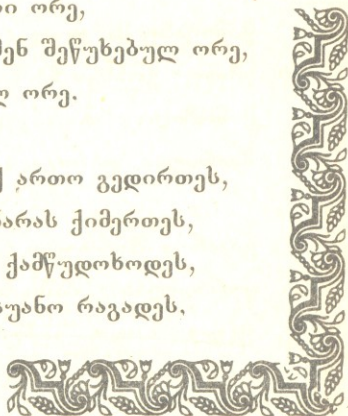 ი ორე,
ენ შეწუხებულ ორე,
ლ ორე.
ართო გედირთეს,
არას ქიმერთეს,
ქამწუდოხოდეს,
უანო რაგადეს.